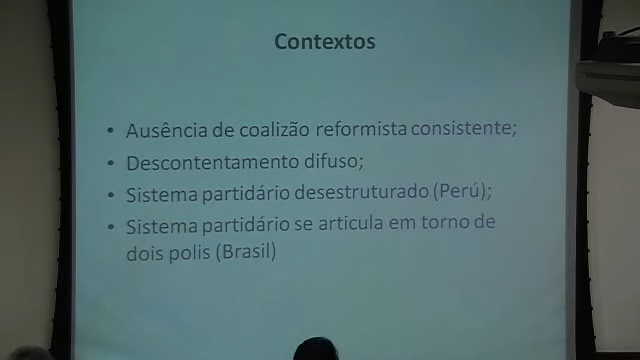 Contextos
• Ausência de coalizão reformista consistente;
• Descontentamento difuso;
• Sistema partidário desestruturado (Perú);
• Sistema partidário se articula em torno de
dois polis (Brasil)